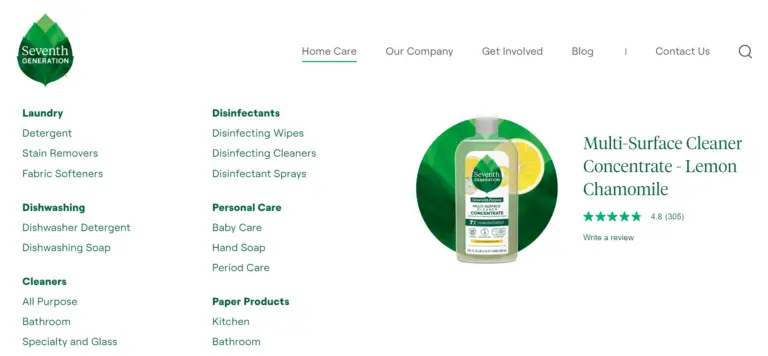 Seventh
GENERATION
Home Care
Our Company
Get Involved
Blog
|
Contact Us
Laundry
Detergent
Stain Removers
Fabric Softeners
Dishwashing
Dishwasher Detergent
Dishwashing Soap
Cleaners
All Purpose
Bathroom
Specialty and Glass
Disinfectants
Disinfecting Wipes
Disinfecting Cleaners
Disinfectant Sprays
Personal Care
Baby Care
Hand Soap
Period Care
Paper Products
Kitchen
Bathroom
Seventh
GENERATION
MULTI-SURFACE
CLEANER
CONCENTRATE
Multi-Surface Cleaner
Concentrate - Lemon
Chamomile
4.8 (305)
Write a review